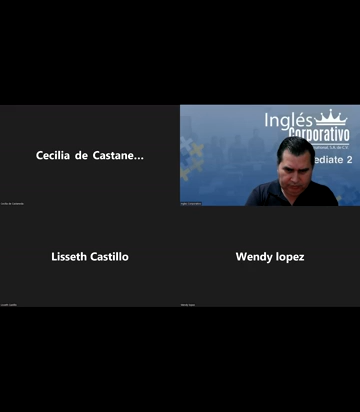 Cecilia de Castane...
Inglés
Corporativo
ediate 2
Lisseth Castillo
Wendy lopez